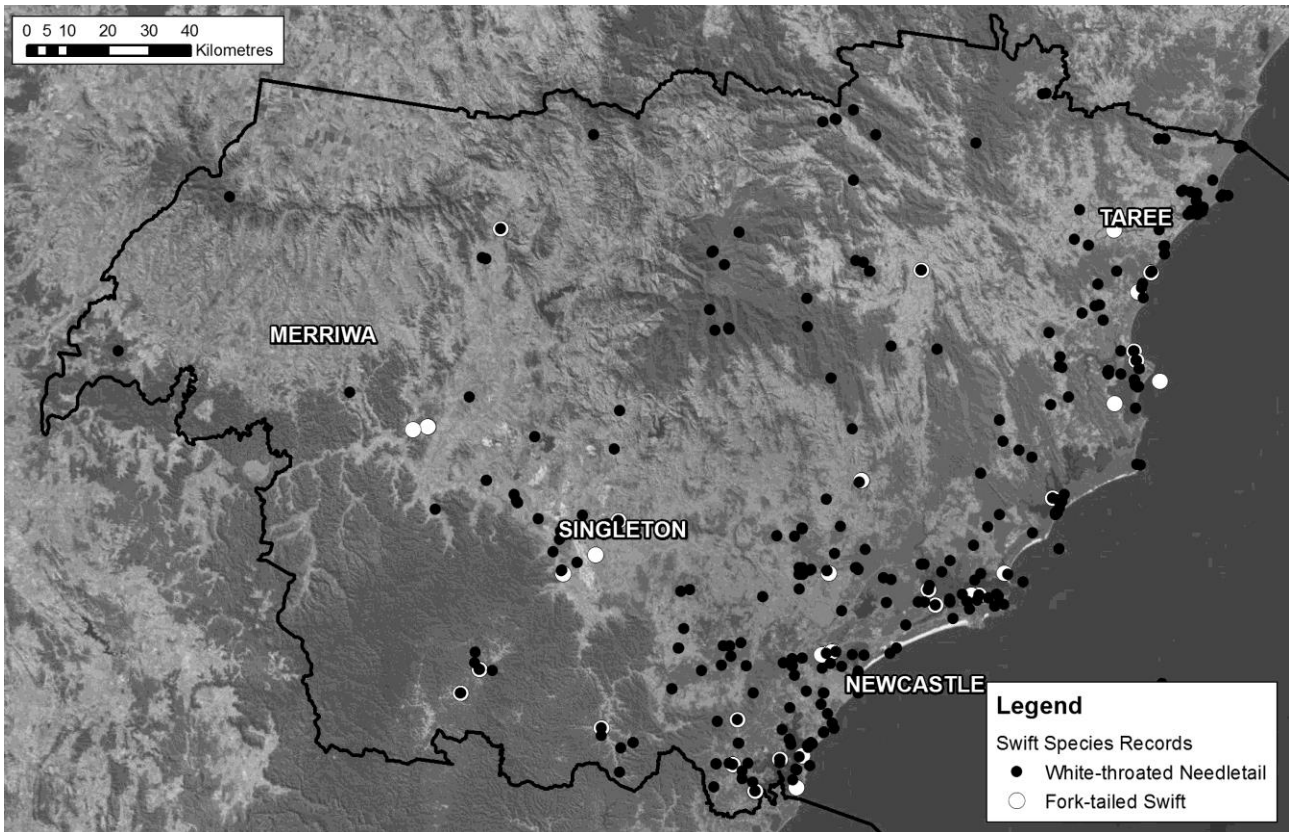 0 5 10 20 30 40
Kilometres
TAREE
MERRIWA
SINGLETON
NEWCASTLE
Legend
Swift Species Records
White-throated Needletail
Fork-tailed Swift